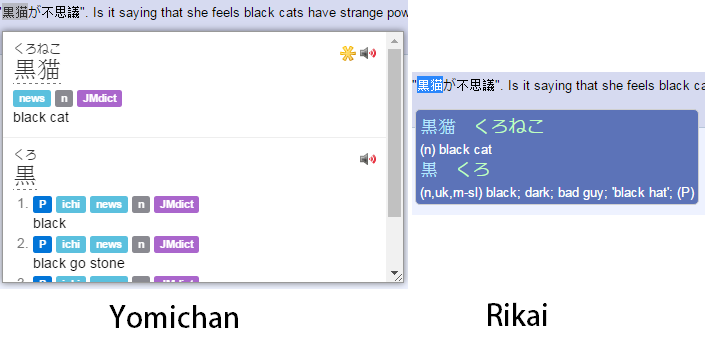 "黒猫が不思議". Is it saying that she feels black cats have strange pow
くろねこ
黒猫
news n JMdict
black cat
くろ
黒
1. P ichi news n JMdict
black
2. P ichi news n JMdict
black go stone
P ichi news n JMdict
Yomichan
"黒猫が不思議". Is it saying that she feels black ca
黒猫 くろねこ
(n) black cat
黒 くろ
(n,uk,m-sl) black; dark; bad guy; 'black hat'; (P)
Rikai